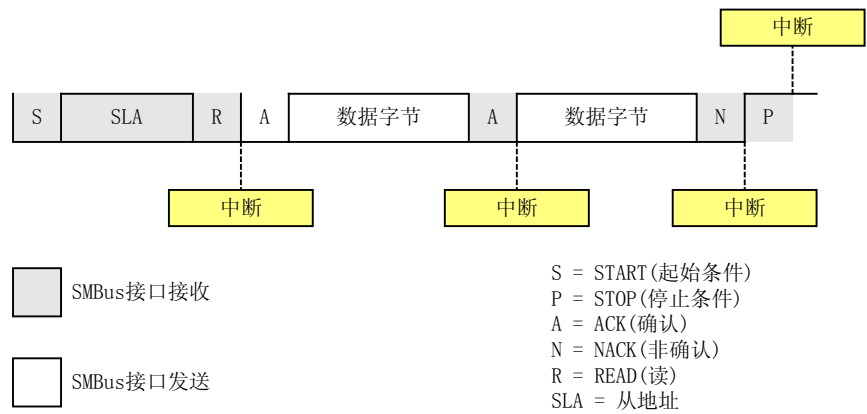 中断
S SLA R A 数据字节 A 数据字节 N P
中断 中断 中断
SMBus接口接收
SMBus接口发送
S = START(起始条件)
P = STOP(停止条件)
A = ACK(确认)
N = NACK(非确认)
R = READ(读)
SLA = 从地址